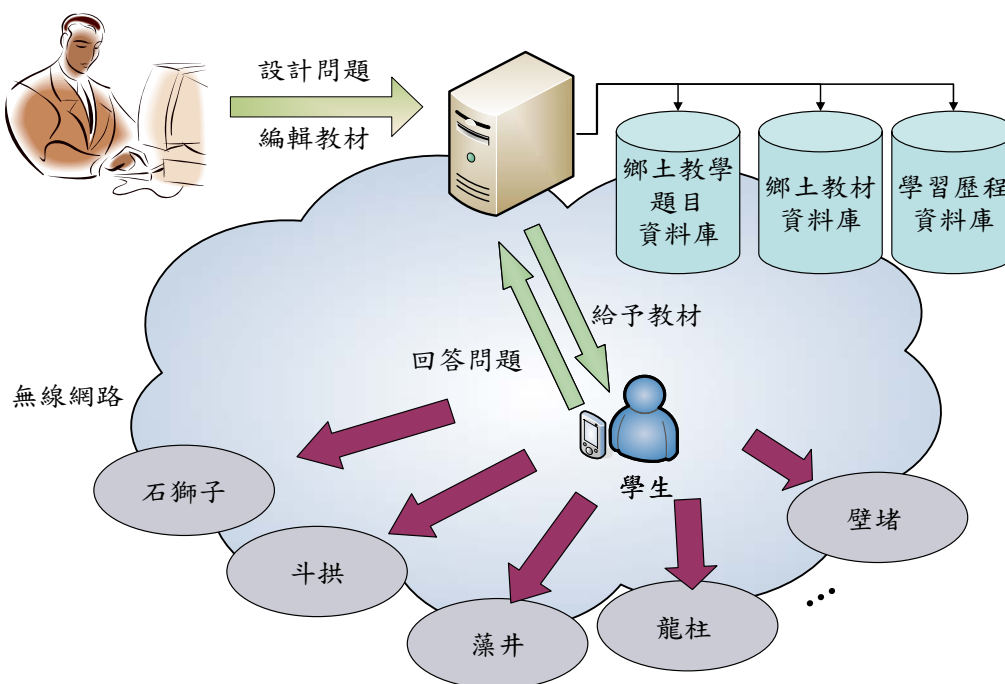 設計問題
編輯教材
鄉土教學
題目
資料庫
鄉土教材
資料庫
學習歷程
資料庫
給予教材
回答問題
無線網路
學生
石獅子
斗拱
藻井
龍柱
壁堵
...